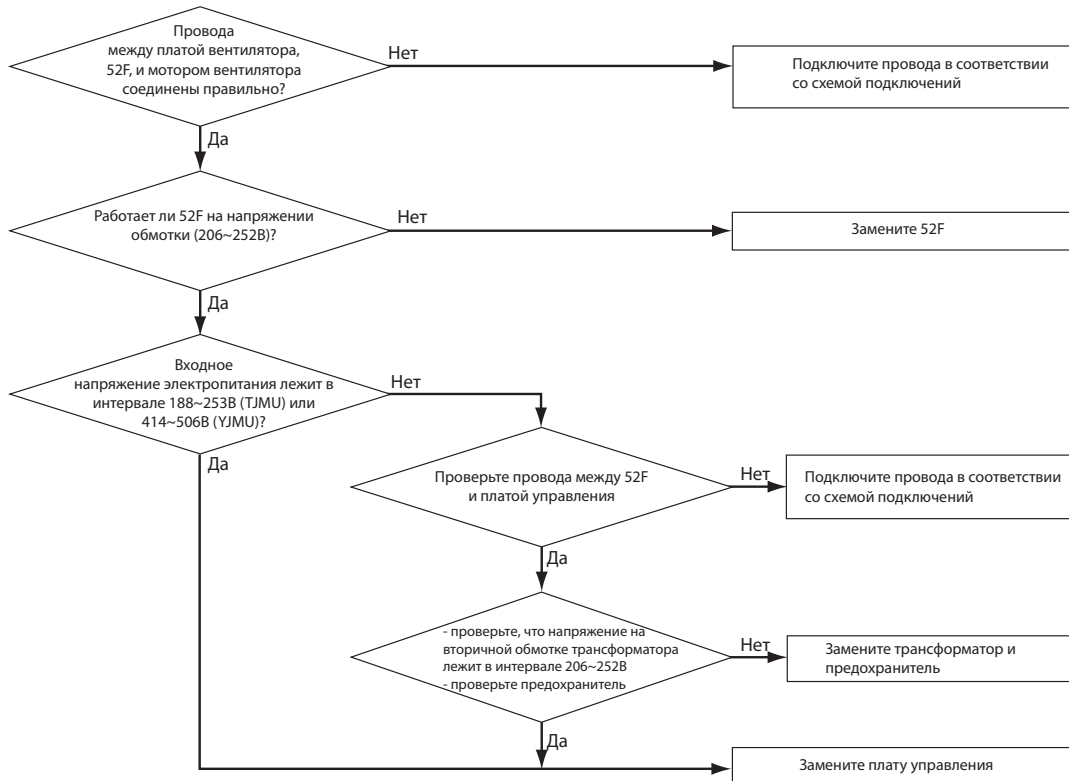 Провода
между платой вентилятора,
52F, и мотором вентилятора
соединены правильно?
Нет
Подключите провода в соответствии
со схемой подключений
Да
Работает ли 52F на напряжении
обмотки (206~252В)?
Нет
Замените 52F
Да
Входное
напряжение электропитания лежит в
интервале 188~253В (TJMU) или
414~506В (YJMU)?
Нет
Да
Проверьте провода между 52F
и платой управления
Нет
Подключите провода в соответствии
со схемой подключений
Да
- проверьте, что напряжение на
вторичной обмотке трансформатора
лежит в интервале 206~252В
- проверьте предохранитель
Нет
Замените трансформатор и
предохранитель
Да
Замените плату управления